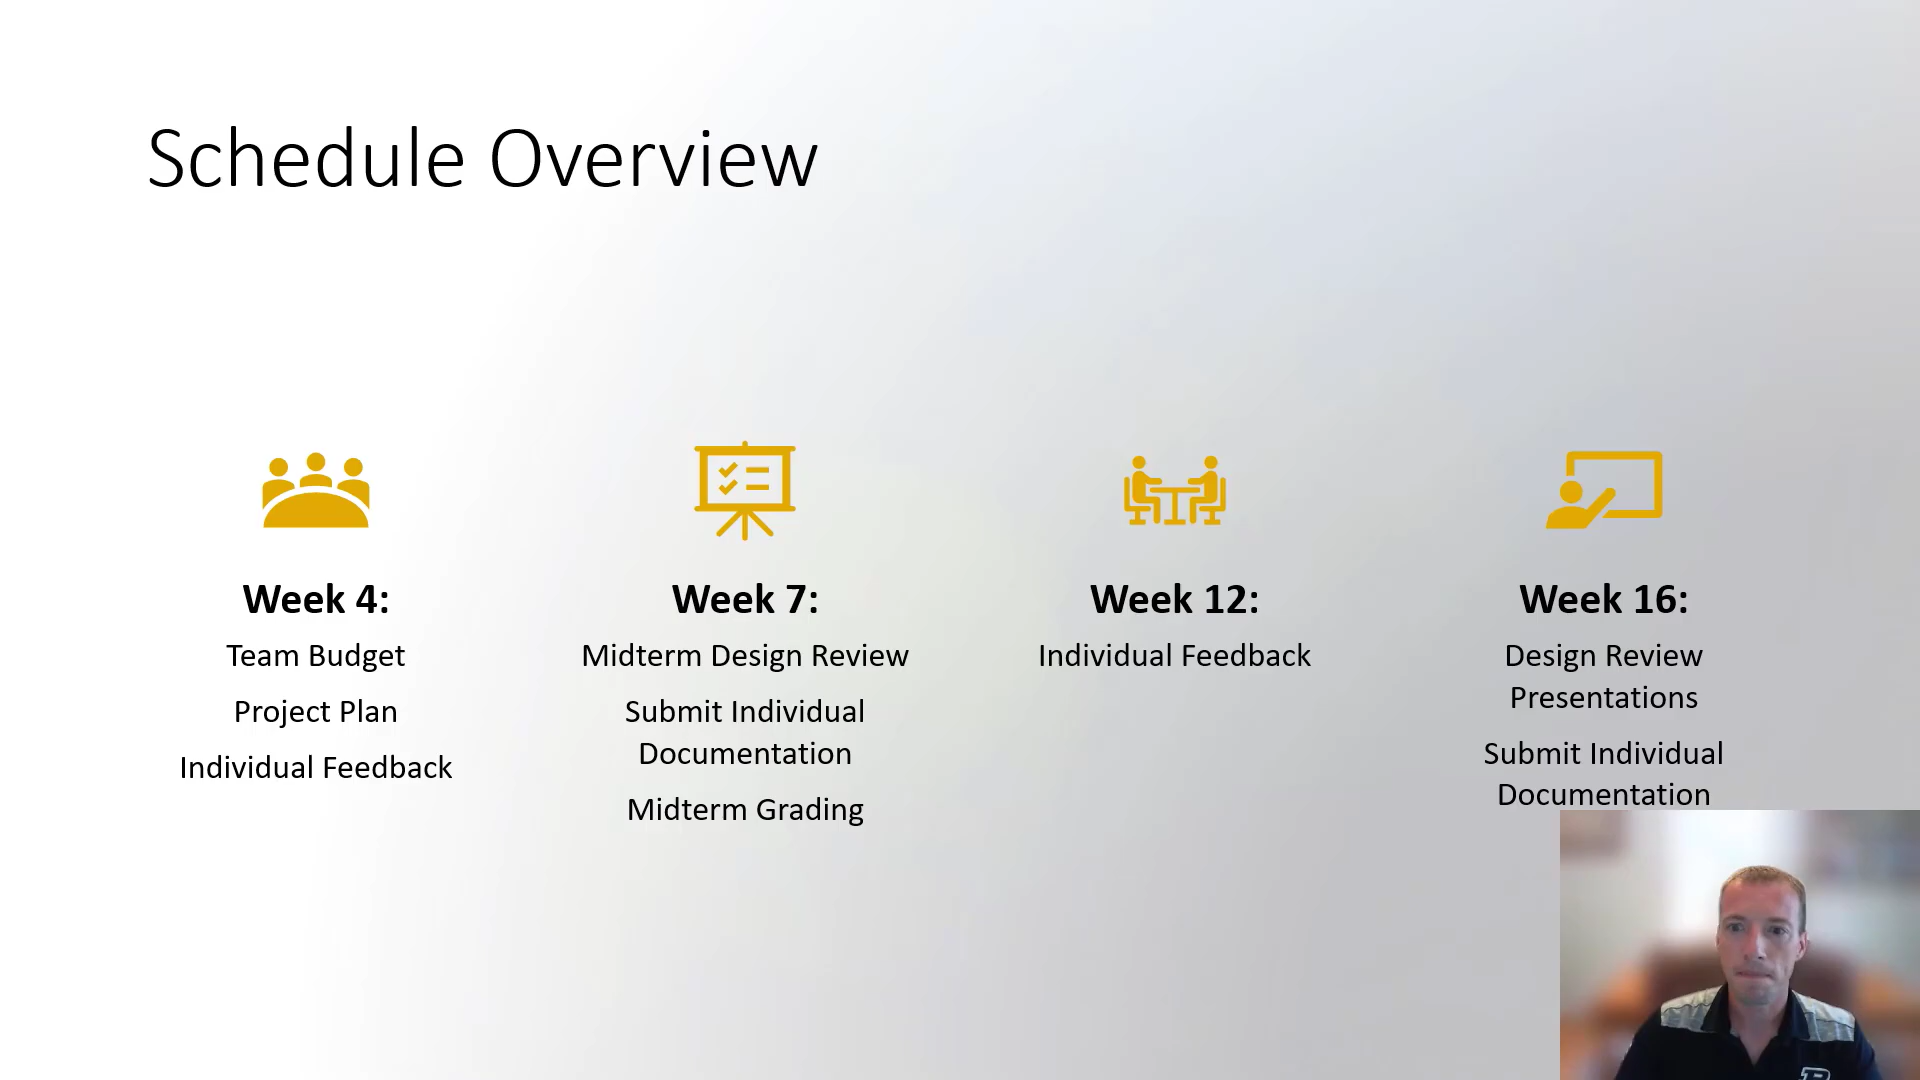 Schedule Overview
Week 4:
Team Budget
Project Plan
Individual Feedback
Week 7:
Midterm Design Review
Submit Individual
Documentation
Midterm Grading
Week 12:
Individual Feedback
Week 16:
Design Review
Presentations
Submit Individual
Documentation